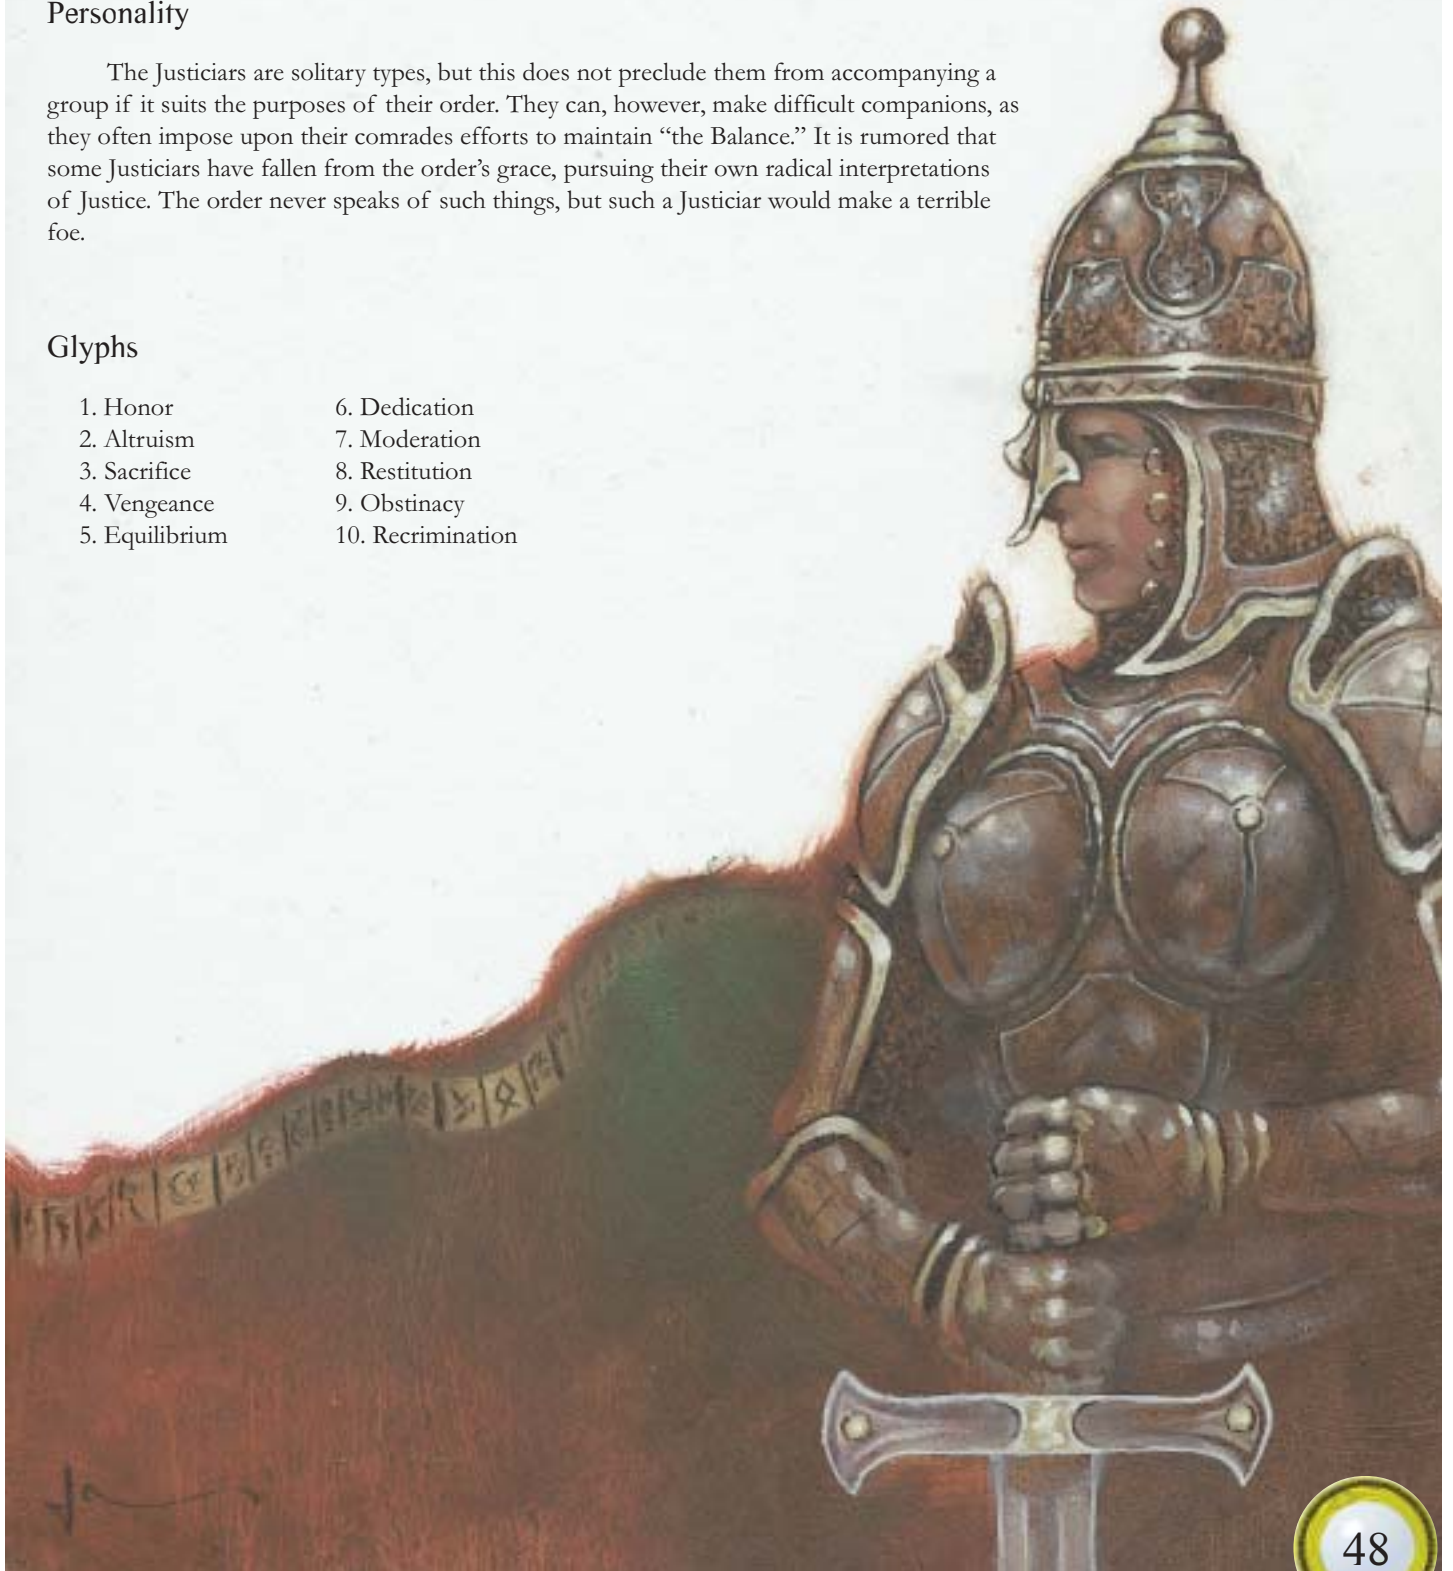 Personality
The Justiciars are solitary types, but this does not preclude them from accompanying a
group if it suits the purposes of their order. They can, however, make difficult companions, as
they often impose upon their comrades efforts to maintain “the Balance.” It is rumored that
some Justiciars have fallen from the order’s grace, pursuing their own radical interpretations
of Justice. The order never speaks of such things, but such a Justiciar would make a terrible
foe.
Glyphs
1. Honor
2. Altruism
3. Sacrifice
4. Vengeance
5. Equilibrium
6. Dedication
7. Moderation
8. Restitution
9. Obstinacy
10. Recrimination
48